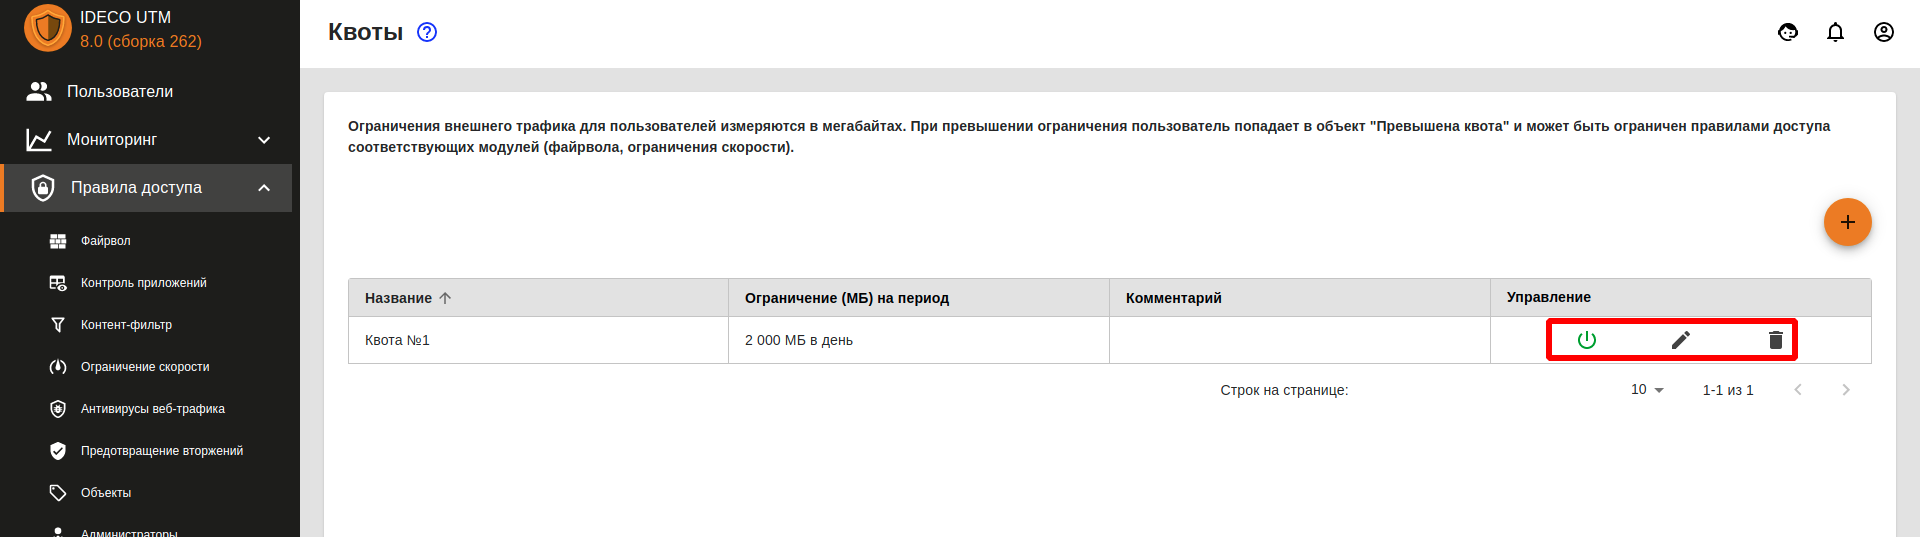 IDECO UTM
8.0 (сборка 262)
Пользователи
Мониторинг
Правила доступа
Файрвол
Контроль приложений
Контент-фильтр
Ограничение скорости
Антивирусы веб-трафика
Предотвращение вторжений
Объекты
Администраторы
Квоты
Ограничения внешнего трафика для пользователей измеряются в мегабайтах. При превышении ограничения пользователь попадает в объект "Превышена квота" и может быть ограничен правилами доступа
соответствующих модулей (файрвола, ограничения скорости).
Название Ограничение (МБ) на период Комментарий Управление
Квота №1 2 000 МБ в день
Строк на странице: 10 1-1 из 1